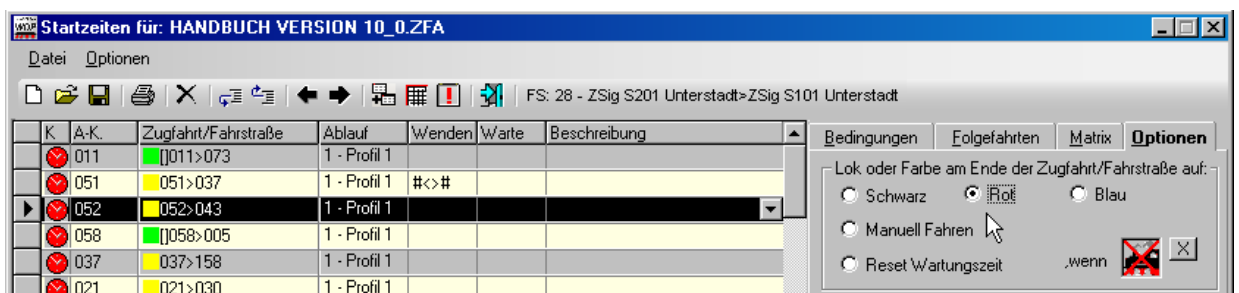 Startzeiten für: HANDBUCH VERSION 10_0.ZFA
Datei Optionen
FS: 28 - ZSig S201 Unterstadt>ZSig S101 Unterstadt
K A-K. Zugfahrt/Fahrstraße Ablauf Wenden Warte Beschreibung
011 []011>073 1 - Profil 1
051 051>037 1 - Profil 1 #<>#
052 052>043 1 - Profil 1
058 []058>005 1 - Profil 1
037 037>158 1 - Profil 1
021 021>030 1 - Profil 1
Bedingungen Folgefahrten Matrix Optionen
Lok oder Farbe am Ende der Zugfahrt/Fahrstraße auf:
Schwarz Rot Blau
Manuell Fahren
Reset Wartungszeit ,wenn X